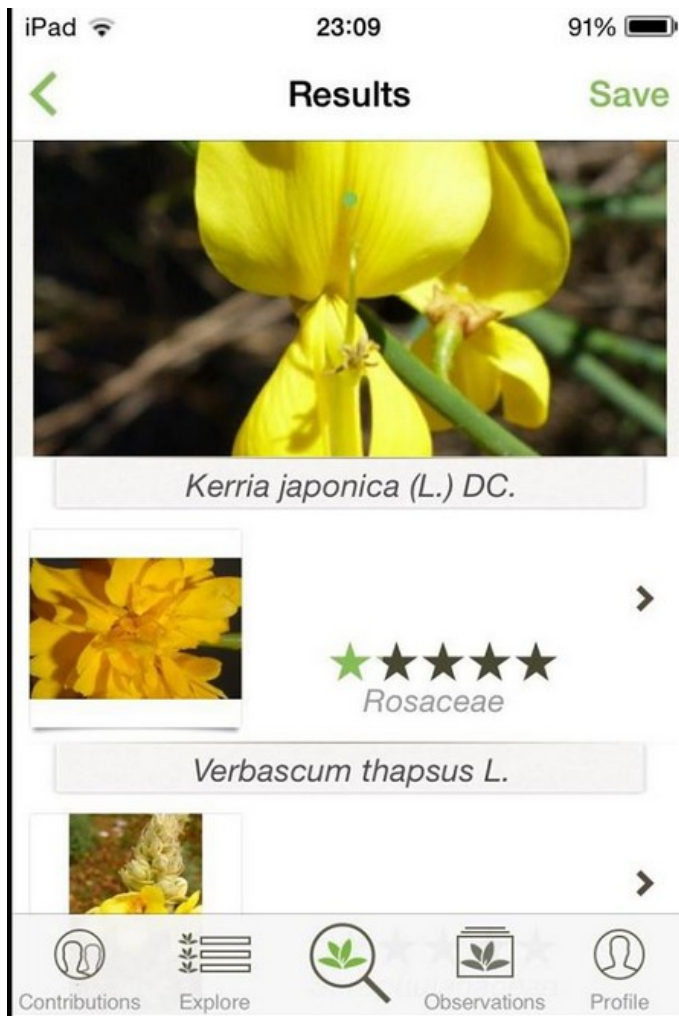 iPad 23:09 91%
Results Save
Kerria japonica (L.) DC.
Rosaceae
Verbascum thapsus L.
Contributions Explore Observations Profile